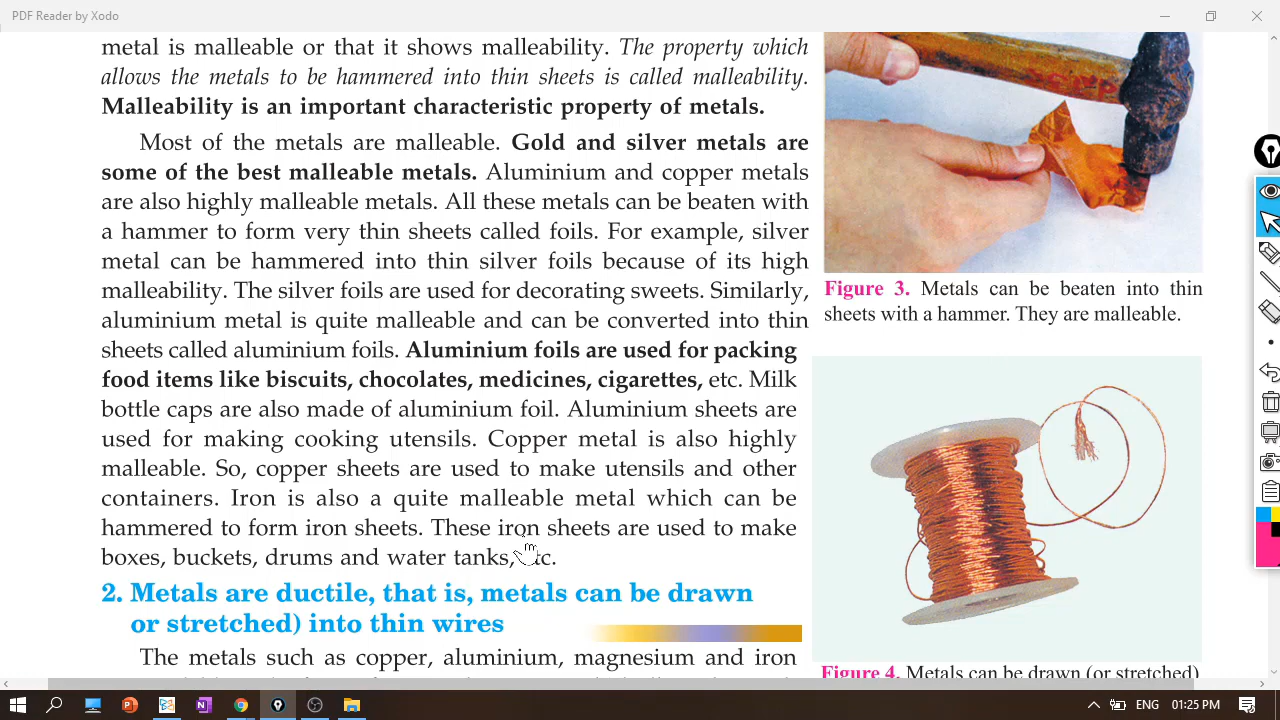 PDF Reader by Xodo
metal is malleable or that it shows malleability. The property which
allows the metals to be hammered into thin sheets is called malleability.
Malleability is an important characteristic property of metals.
Most of the metals are malleable. Gold and silver metals are
some of the best malleable metals. Aluminium and copper metals
are also highly malleable metals. All these metals can be beaten with
a hammer to form very thin sheets called foils. For example, silver
metal can be hammered into thin silver foils because of its high
malleability. The silver foils are used for decorating sweets. Similarly,
aluminium metal is quite malleable and can be converted into thin
sheets called aluminium foils. Aluminium foils are used for packing
food items like biscuits, chocolates, medicines, cigarettes, etc. Milk
bottle caps are also made of aluminium foil. Aluminium sheets are
used for making cooking utensils. Copper metal is also highly
malleable. So, copper sheets are used to make utensils and other
containers. Iron is also a quite malleable metal which can be
hammered to form iron sheets. These iron sheets are used to make
boxes, buckets, drums and water tanks, etc.
2. Metals are ductile, that is, metals can be drawn
or stretched) into thin wires
The metals such as copper, aluminium, magnesium and iron
Figure 3. Metals can be beaten into thin
sheets with a hammer. They are malleable.
Figure 4. Metals can be drawn (or stretched)
ENG 01:25 PM